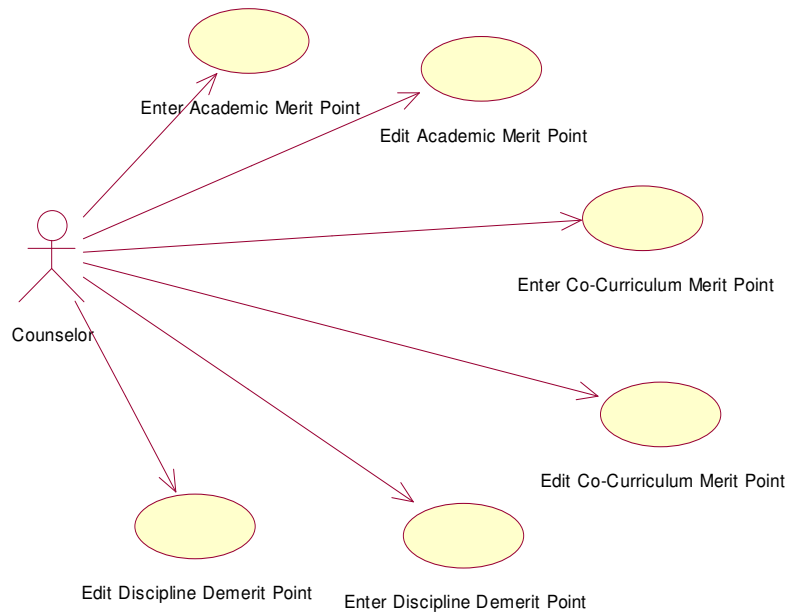 Enter Academic Merit Point
Edit Academic Merit Point
Enter Co-Curriculum Merit Point
Counselor
Edit Co-Curriculum Merit Point
Edit Discipline Demerit Point
Enter Discipline Demerit Point